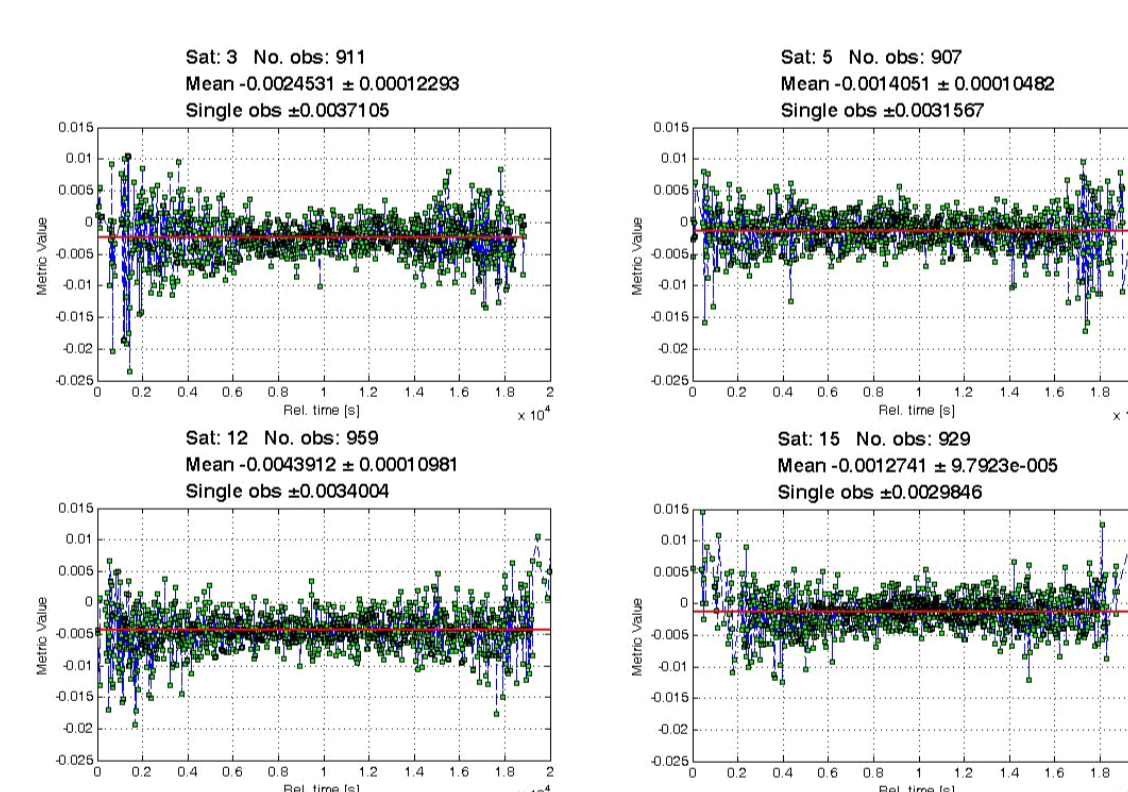 Sat: 3 No. obs: 911
Mean -0.0024531 ± 0.00012293
Single obs ±0.0037105
0.015
0.01
0.005
0
-0.005
-0.01
-0.015
-0.02
-0.025
Metric Value
0 0.2 0.4 0.6 0.8 1 1.2 1.4 1.6 1.8 2
Rel. time [s]
x 10^4
Sat: 5 No. obs: 907
Mean -0.0014051 ± 0.00010482
Single obs ±0.0031567
0.015
0.01
0.005
0
-0.005
-0.01
-0.015
-0.02
-0.025
Metric Value
0 0.2 0.4 0.6 0.8 1 1.2 1.4 1.6 1.8
Rel. time [s]
x
Sat: 12 No. obs: 959
Mean -0.0043912 ± 0.00010981
Single obs ±0.0034004
0.015
0.01
0.005
0
-0.005
-0.01
-0.015
-0.02
-0.025
Metric Value
0 0.2 0.4 0.6 0.8 1 1.2 1.4 1.6 1.8 2
Rel. time [s]
Sat: 15 No. obs: 929
Mean -0.0012741 ± 9.7923e-005
Single obs ±0.0029846
0.015
0.01
0.005
0
-0.005
-0.01
-0.015
-0.02
-0.025
Metric Value
0 0.2 0.4 0.6 0.8 1 1.2 1.4 1.6 1.8
Rel. time [s]